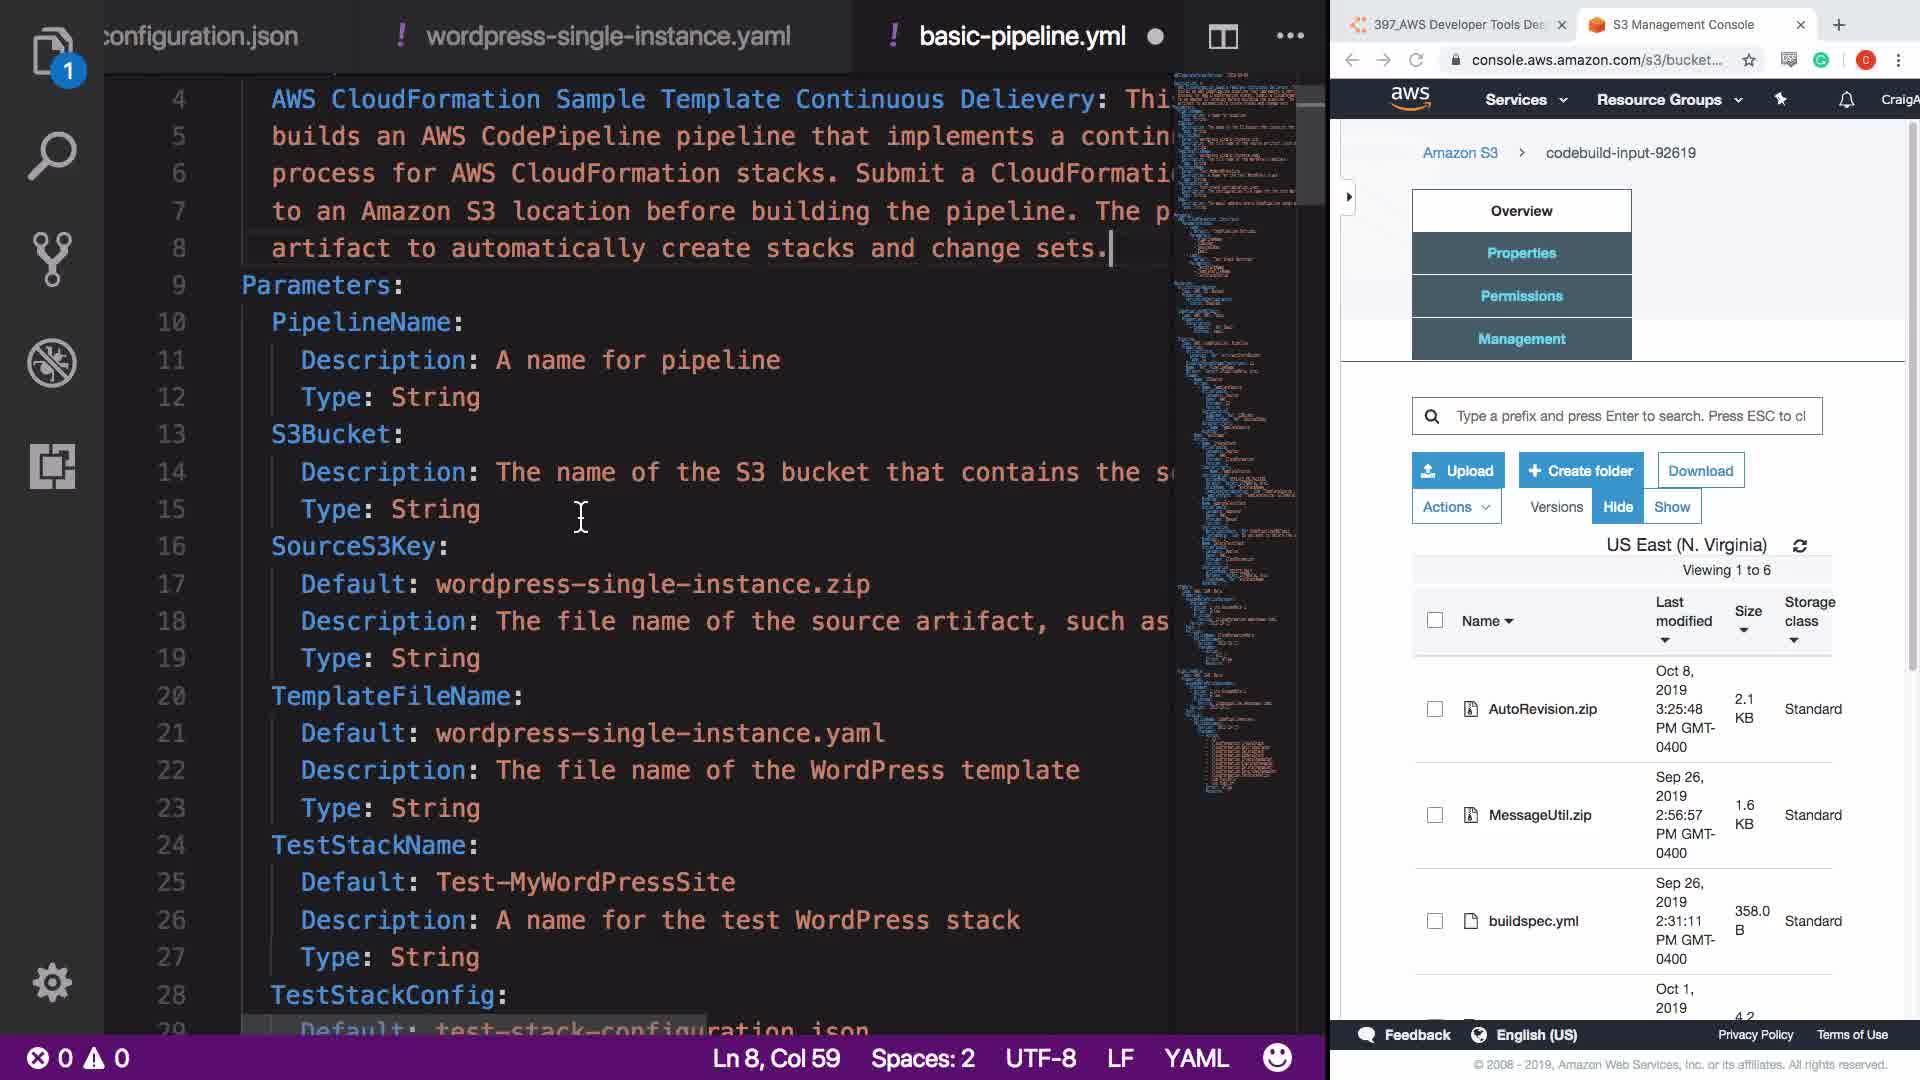 configuration.json
! wordpress-single-instance.yaml
! basic-pipeline.yml
1
4 AWS CloudFormation Sample Template Continuous Delievery: Thi
5 builds an AWS CodePipeline pipeline that implements a contin
6 process for AWS CloudFormation stacks. Submit a CloudFormati
7 to an Amazon S3 location before building the pipeline. The p
8 artifact to automatically create stacks and change sets.
9 Parameters:
10 PipelineName:
11 Description: A name for pipeline
12 Type: String
13 S3Bucket:
14 Description: The name of the S3 bucket that contains the s
15 Type: String
16 SourceS3Key:
17 Default: wordpress-single-instance.zip
18 Description: The file name of the source artifact, such as
19 Type: String
20 TemplateFileName:
21 Default: wordpress-single-instance.yaml
22 Description: The file name of the WordPress template
23 Type: String
24 TestStackName:
25 Default: Test-MyWordPressSite
26 Description: A name for the test WordPress stack
27 Type: String
28 TestStackConfig:
29 Default: test-stack-configuration.json
0 0
Ln 8, Col 59 Spaces: 2 UTF-8 LF YAML
397_AWS Developer Tools De
S3 Management Console
console.aws.amazon.com/s3/bucket...
aws Services Resource Groups CraigA
Amazon S3 > codebuild-input-92619
Overview
Properties
Permissions
Management
Type a prefix and press Enter to search. Press ESC to cl
Upload + Create folder Download
Actions Versions Hide Show
US East (N. Virginia)
Viewing 1 to 6
Name Last modified Size Storage class
AutoRevision.zip Oct 8, 2019 3:25:48 PM GMT-0400 2.1 KB Standard
MessageUtil.zip Sep 26, 2019 2:56:57 PM GMT-0400 1.6 KB Standard
buildspec.yml Sep 26, 2019 2:31:11 PM GMT-0400 358.0 B Standard
Oct 1, 2019 4.2
Feedback English (US) Privacy Policy Terms of Use
© 2008 - 2019, Amazon Web Services, Inc. or its affiliates. All rights reserved.